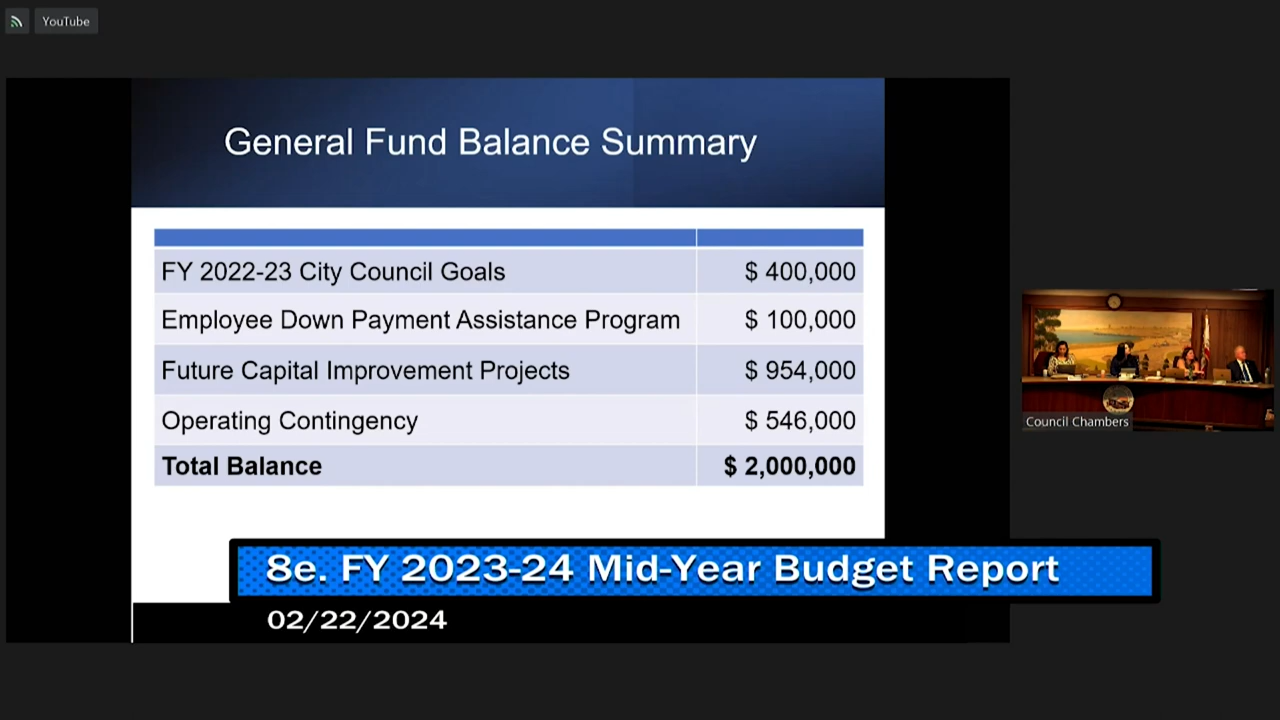 YouTube
General Fund Balance Summary
FY 2022-23 City Council Goals $ 400,000
Employee Down Payment Assistance Program $ 100,000
Future Capital Improvement Projects $ 954,000
Operating Contingency $ 546,000
Total Balance $ 2,000,000
Council Chambers
8e. FY 2023-24 Mid-Year Budget Report
02/22/2024